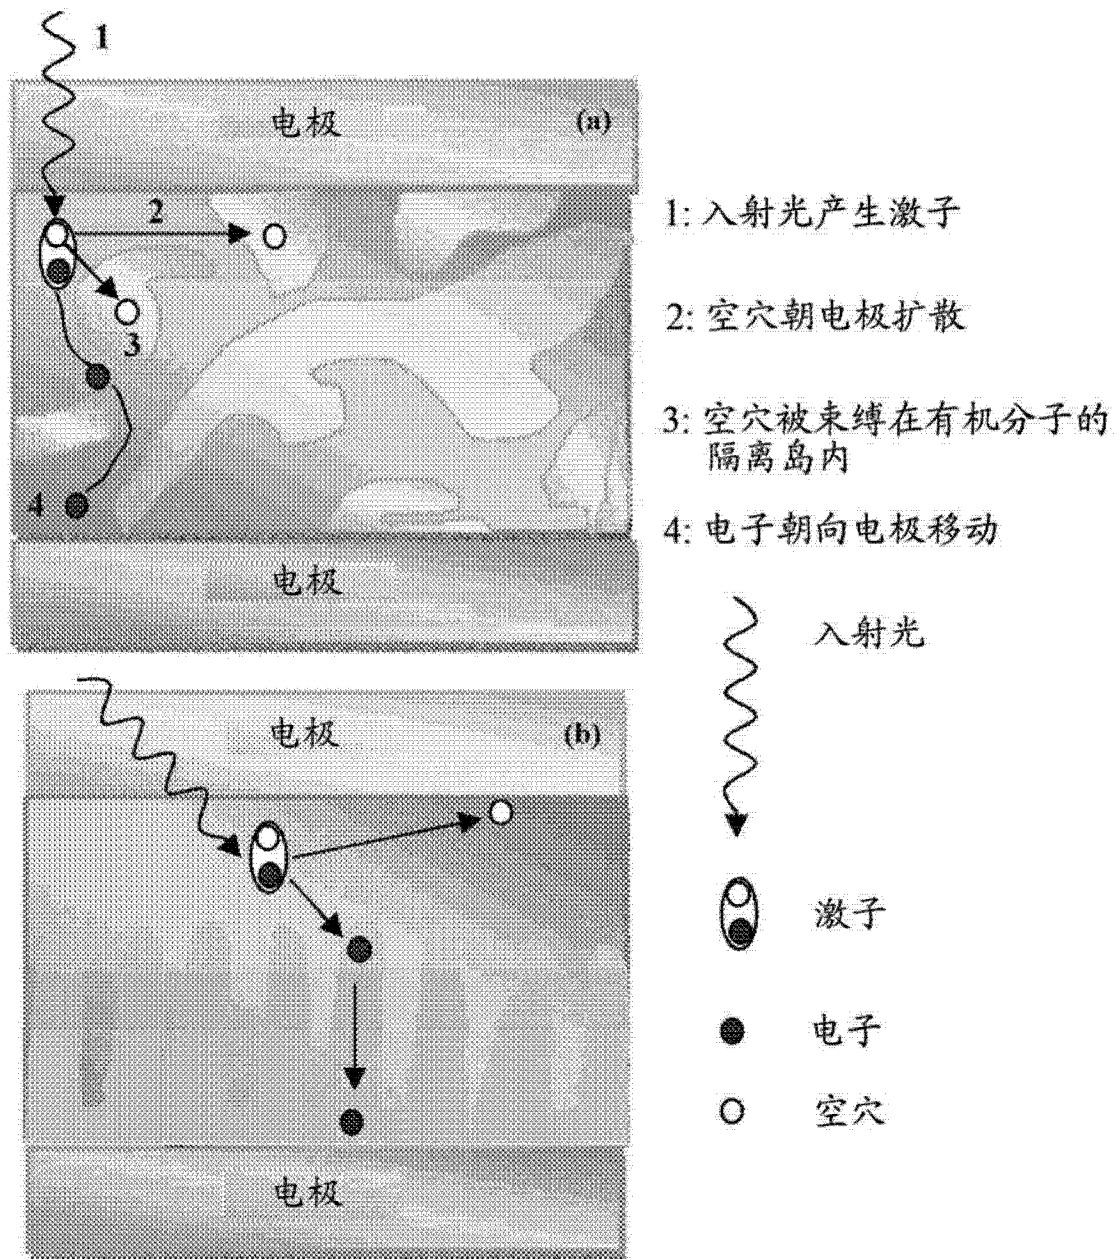 1
电极
(a)
2
3
4
电极
1: 入射光产生激子
2: 空穴朝电极扩散
3: 空穴被束缚在有机分子的
隔离岛内
4: 电子朝向电极移动
入射光
电极
(b)
激子
电子
空穴
电极